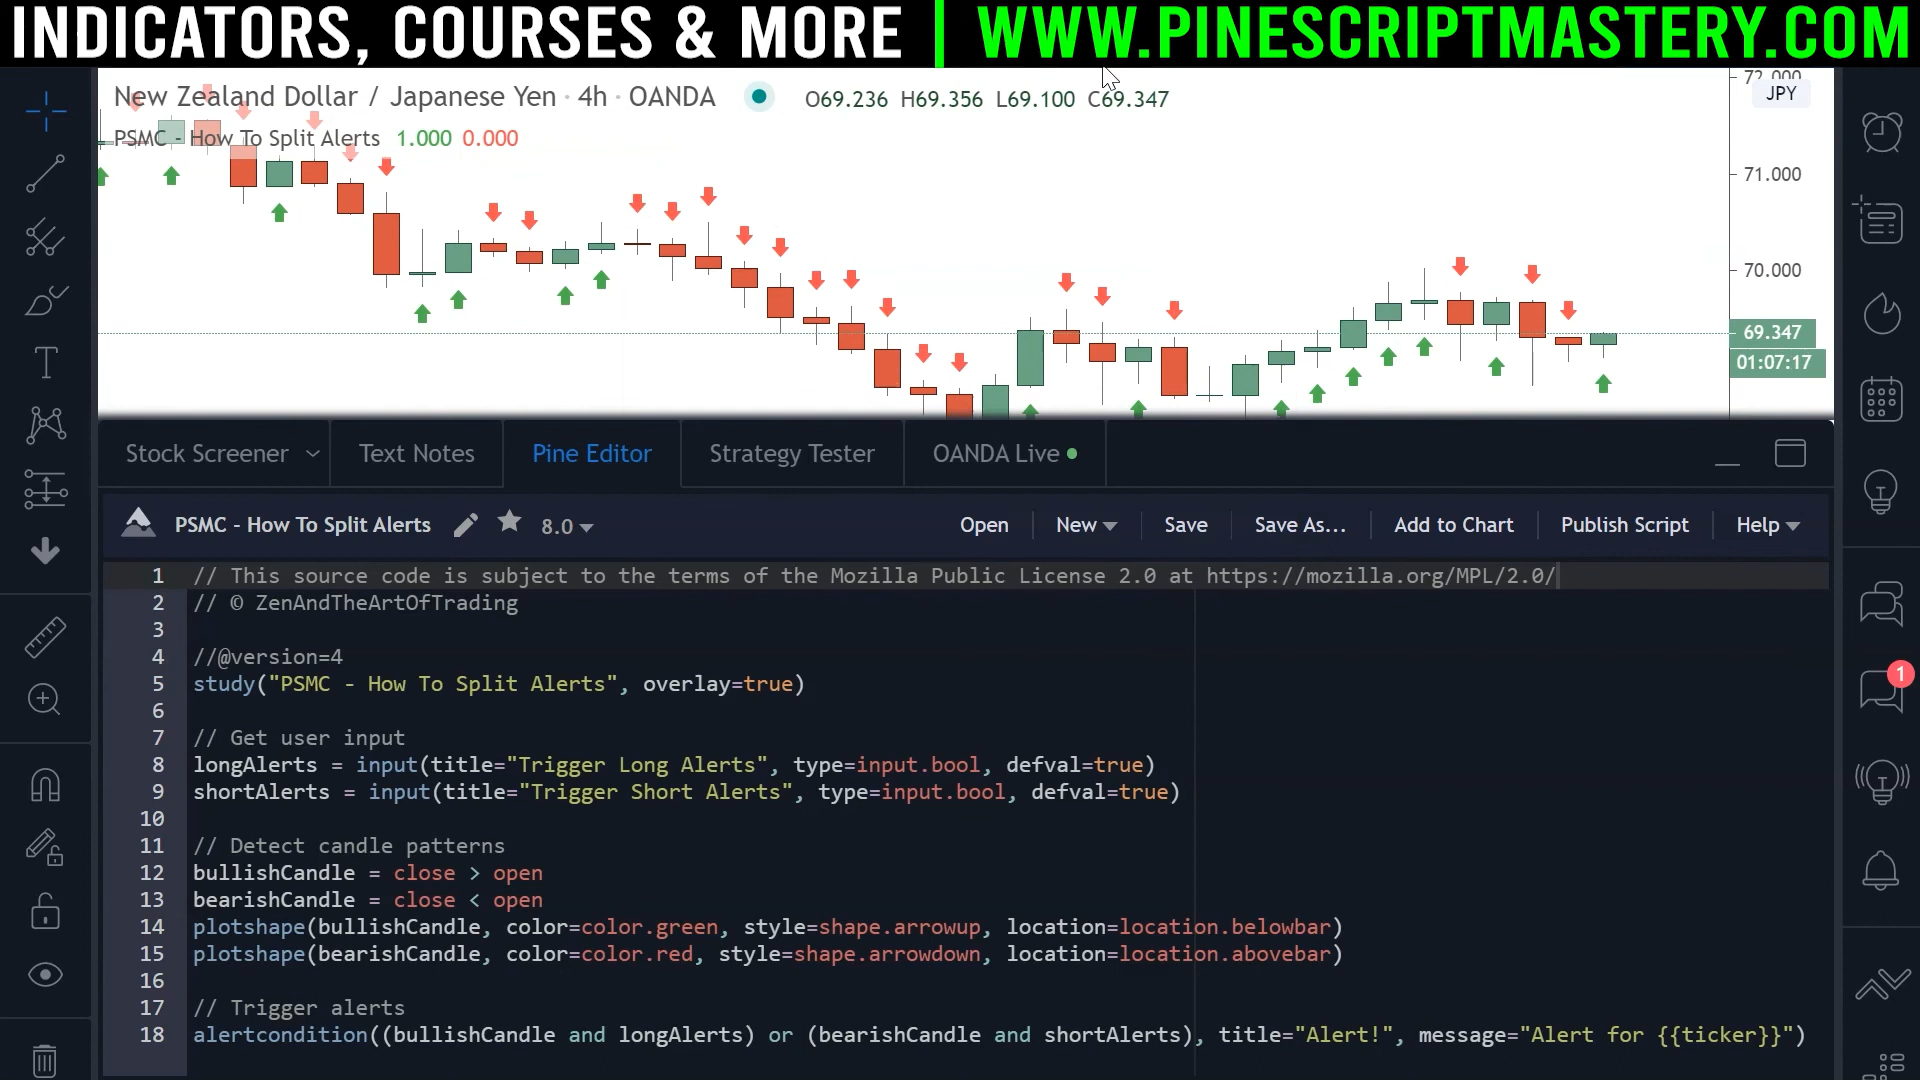 INDICATORS, COURSES & MORE | WWW.PINESCRIPTMASTERY.COM
New Zealand Dollar / Japanese Yen · 4h · OANDA O69.236 H69.356 L69.100 C69.347
PSMC - How To Split Alerts 1.000 0.000
72.000
JPY
71.000
70.000
69.347
01:07:17
1
Stock Screener Text Notes Pine Editor Strategy Tester OANDA Live
PSMC - How To Split Alerts 8.0 Open New Save Save As... Add to Chart Publish Script Help
1 // This source code is subject to the terms of the Mozilla Public License 2.0 at https://mozilla.org/MPL/2.0/
2 // © ZenAndTheArtOfTrading
3
4 //@version=4
5 study("PSMC - How To Split Alerts", overlay=true)
6
7 // Get user input
8 longAlerts = input(title="Trigger Long Alerts", type=input.bool, defval=true)
9 shortAlerts = input(title="Trigger Short Alerts", type=input.bool, defval=true)
10
11 // Detect candle patterns
12 bullishCandle = close > open
13 bearishCandle = close < open
14 plotshape(bullishCandle, color=color.green, style=shape.arrowup, location=location.belowbar)
15 plotshape(bearishCandle, color=color.red, style=shape.arrowdown, location=location.abovebar)
16
17 // Trigger alerts
18 alertcondition((bullishCandle and longAlerts) or (bearishCandle and shortAlerts), title="Alert!", message="Alert for {{ticker}}")